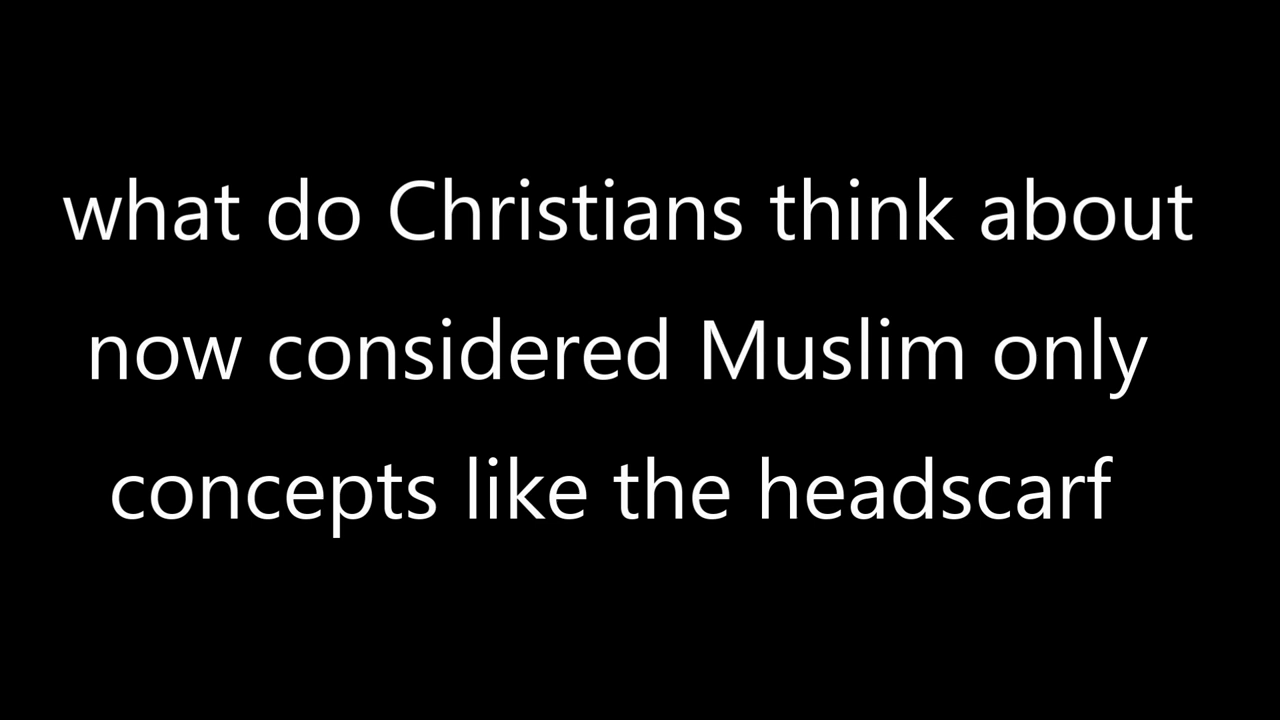 what do Christians think about
now considered Muslim only
concepts like the headscarf